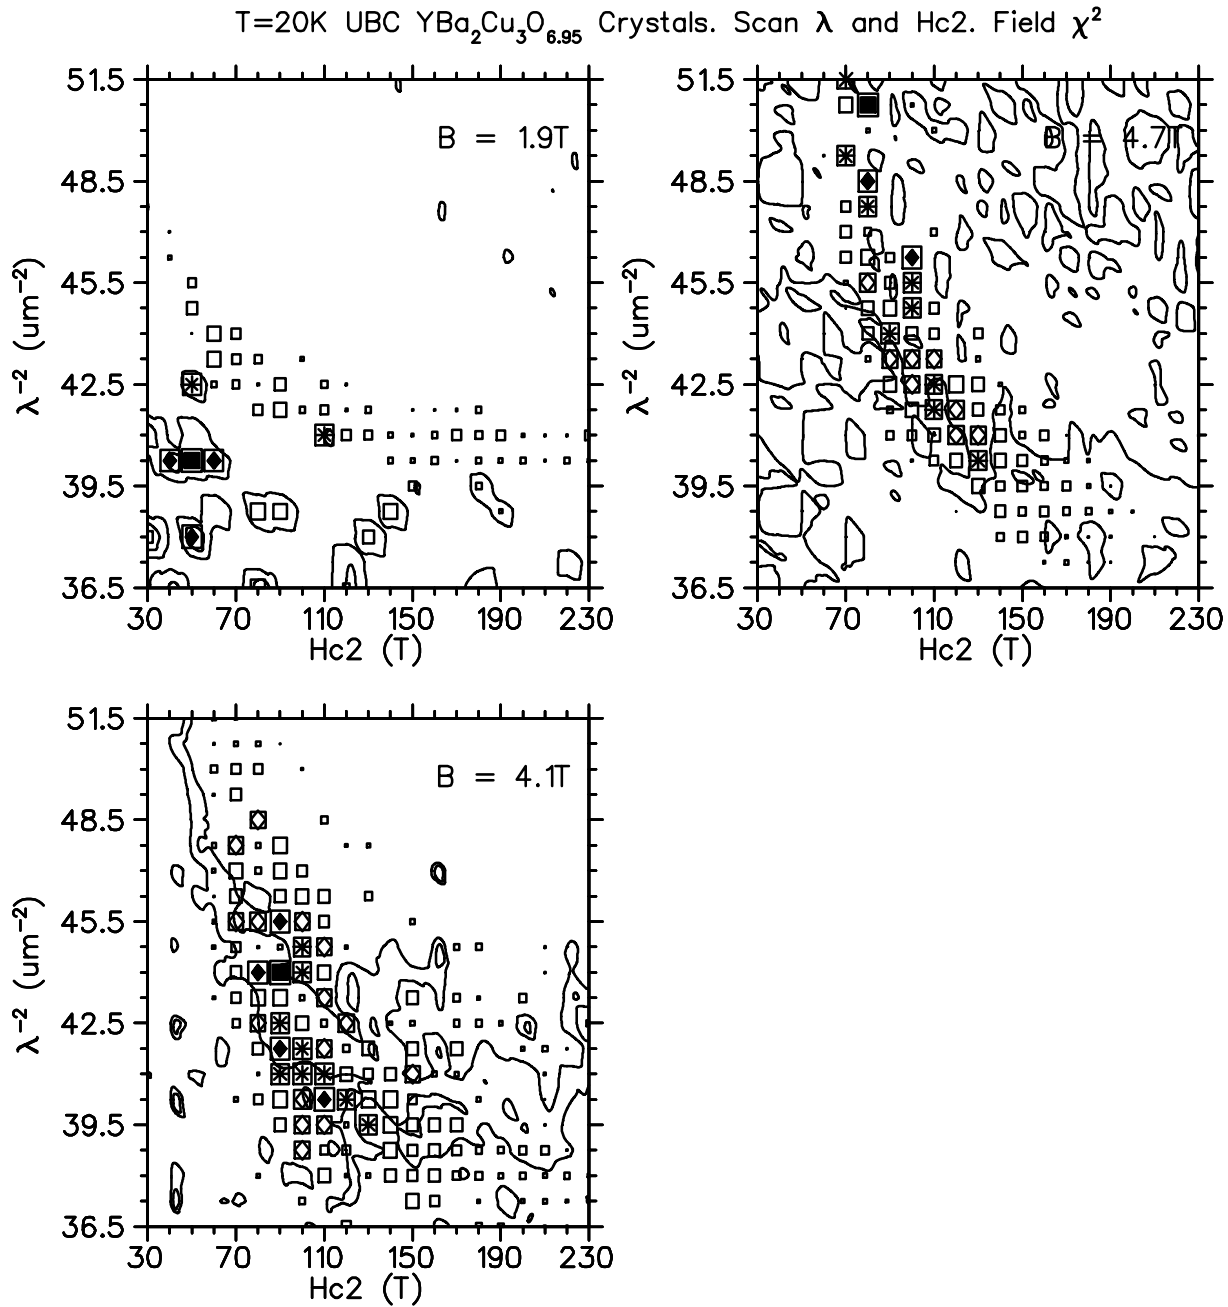 T=20K UBC YBa₂Cu₃O₆.₉₅ Crystals. Scan λ and Hc2. Field χ²
51.5
48.5
45.5
42.5
39.5
36.5
λ⁻² (um⁻²)
B = 1.9T
30 70 110 150 190 230
Hc2 (T)
51.5
48.5
45.5
42.5
39.5
36.5
λ⁻² (um⁻²)
B = 4.7T
30 70 110 150 190 230
Hc2 (T)
51.5
48.5
45.5
42.5
39.5
36.5
λ⁻² (um⁻²)
B = 4.1T
30 70 110 150 190 230
Hc2 (T)